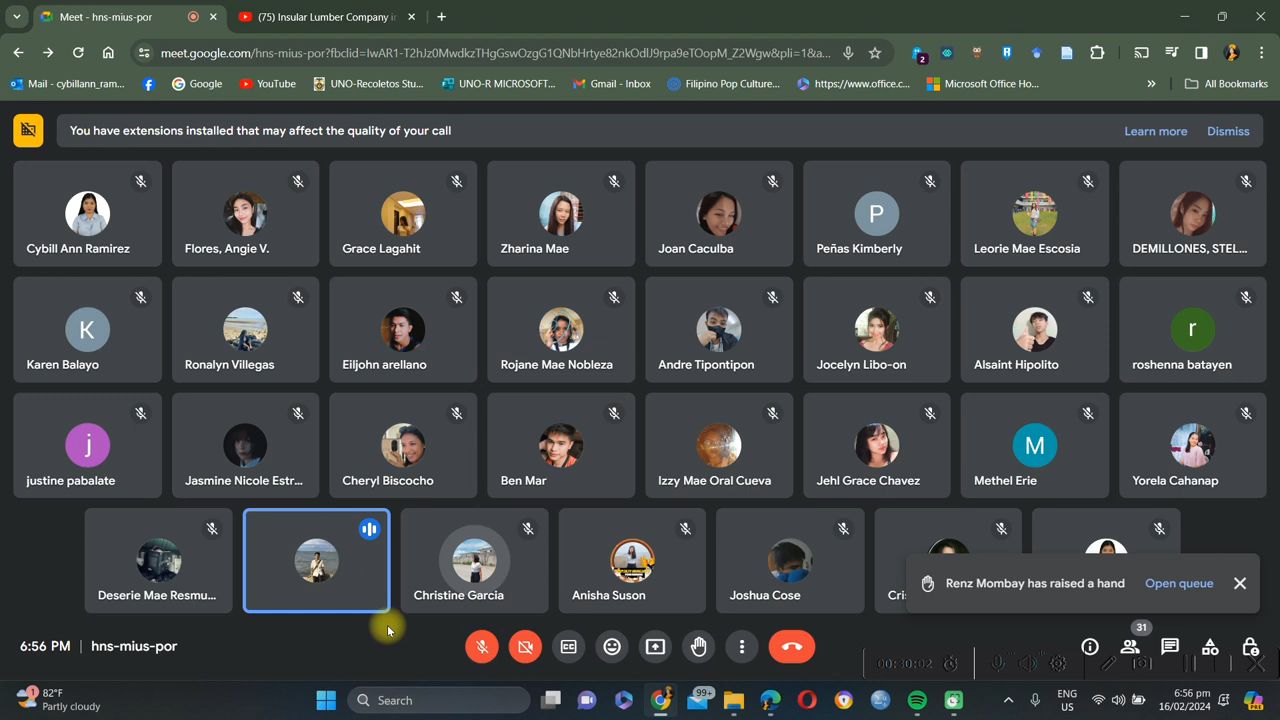 Meet - hns-mius-por
(75) Insular Lumber Company in
meet.google.com/hns-mius-por?fbclid=IwAR1-T2hJz0MwdkzTHgGswOzgG1QNbHrtye82nkOdlJ9rpa9eTOopM_Z2Wgw&pli=1&a...
2
Mail - cybillann_ram...
Google
YouTube
UNO-Recoletos Stu...
UNO-R MICROSOFT...
Gmail - Inbox
Filipino Pop Culture...
https://www.office.c...
Microsoft Office Ho...
All Bookmarks
You have extensions installed that may affect the quality of your call
Learn more
Dismiss
Cybill Ann Ramirez
Flores, Angie V.
Grace Lagahit
Zharina Mae
Joan Caculba
P
Peñas Kimberly
Leorie Mae Escosia
DEMILLONES, STEL...
K
Karen Balayo
Ronalyn Villegas
Eiljohn arellano
Rojane Mae Nobleza
Andre Tipontipon
Jocelyn Libo-on
Alsaint Hipolito
r
roshenna batayen
j
justine pabalate
Jasmine Nicole Estr...
Cheryl Biscocho
Ben Mar
Izzy Mae Oral Cueva
Jehl Grace Chavez
M
Methel Erie
Yorela Cahanap
Deserie Mae Resmu...
Christine Garcia
Anisha Suson
Joshua Cose
Renz Mombay has raised a hand
Open queue
6:56 PM
hns-mius-por
31
00:30:02
1
82°F
Partly cloudy
Search
99+
ENG
US
6:56 pm
16/02/2024